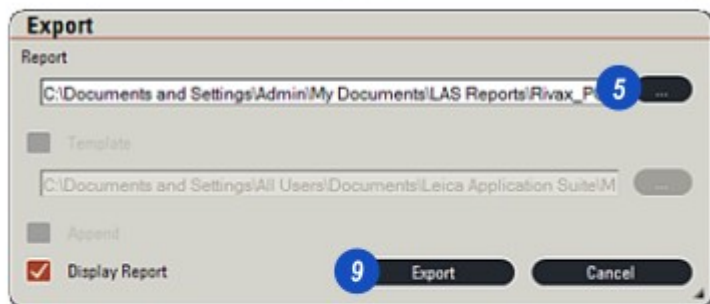 Export
Report
C:\Documents and Settings\Admin\My Documents\LAS Reports\Rivax_P 5 ...
Template
C:\Documents and Settings\All Users\Documents\Leica Application Suite\M ...
Append
Display Report 9 Export Cancel